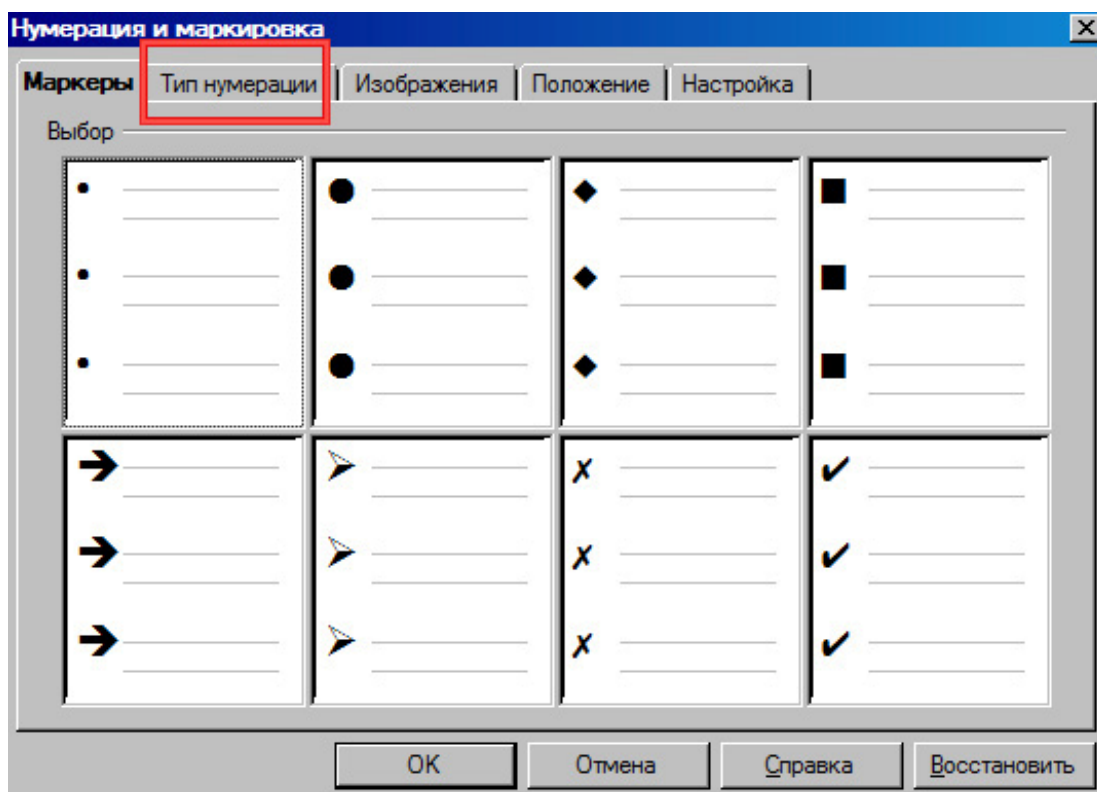 Нумерация и маркировка
Маркеры Тип нумерации Изображения Положение Настройка
Выбор
OK Отмена Справка Восстановить